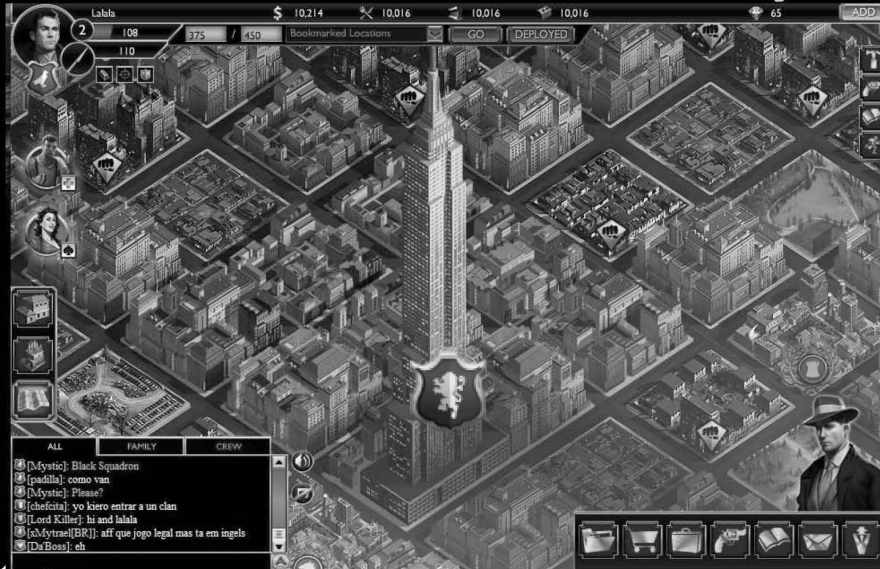 Lalala
$ 10,214 10,016 10,016 10,016 65 ADD
2 108
110
375 / 450 Bookmarked Locations GO DEPLOYED
ALL FAMILY CREW
[Mystic]: Black Squadron
[padilla]: como van
[Mystic]: Please?
[chefcita]: yo kiero entrar a un clan
[Lord Killer]: hi and lalala
[xMytrael[BR]]: aff que jogo legal mas ta em ingels
[Da'Boss]: eh